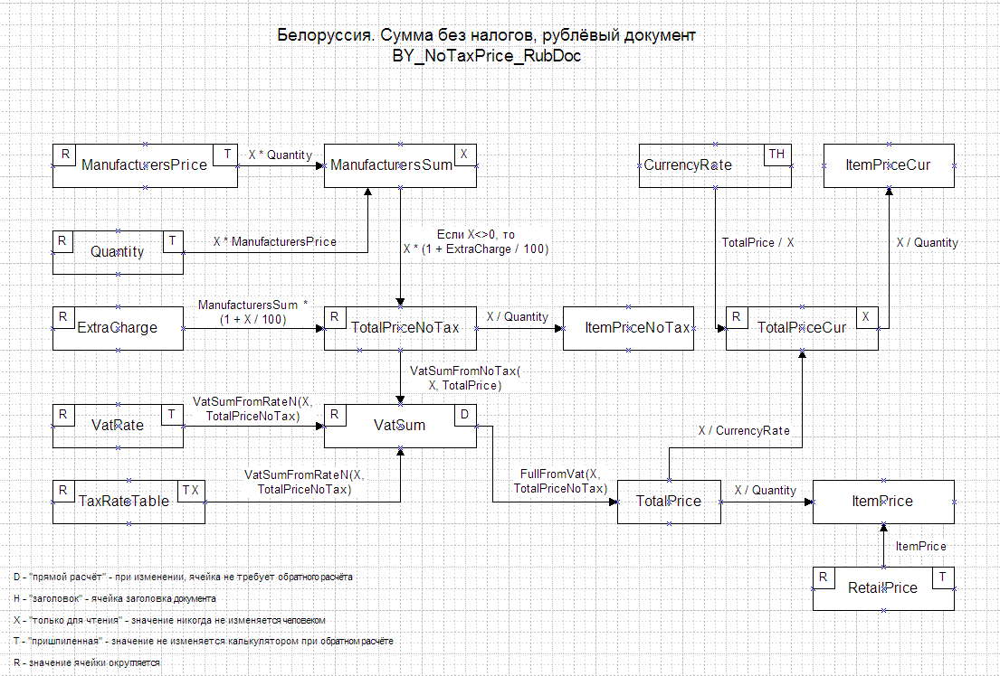 Белоруссия. Сумма без налогов, рублёвый документ
BY_NoTaxPrice_RubDoc
R
ManufacturersPrice
T
X * Quantity
ManufacturersSum
X
CurrencyRate
TH
ItemPriceCur
R
Quantity
T
X * ManufacturersPrice
Если X<>0, то
X * (1 + ExtraCharge / 100)
TotalPrice / X
X / Quantity
R
ExtraCharge
ManufacturersSum *
(1 + X / 100)
R
TotalPriceNoTax
X / Quantity
ItemPriceNoTax
R
TotalPriceCur
X
VatSumFromNoTax(
X, TotalPrice)
R
VatRate
T
VatSumFromRateN(X,
TotalPriceNoTax)
R
VatSum
D
X / CurrencyRate
R
TaxRateTable
TX
VatSumFromRateN(X,
TotalPriceNoTax)
FullFromVat(X,
TotalPriceNoTax)
TotalPrice
X / Quantity
ItemPrice
ItemPrice
R
RetailPrice
T
D - "прямой расчёт" - при изменении, ячейка не требует обратного расчёта
H - "заголовок" - ячейка заголовка документа
X - "только для чтения" - значение никогда не изменяется человеком
T - "пришпиленная" - значение не изменяется калькулятором при обратном расчёте
R - значение ячейки округляется